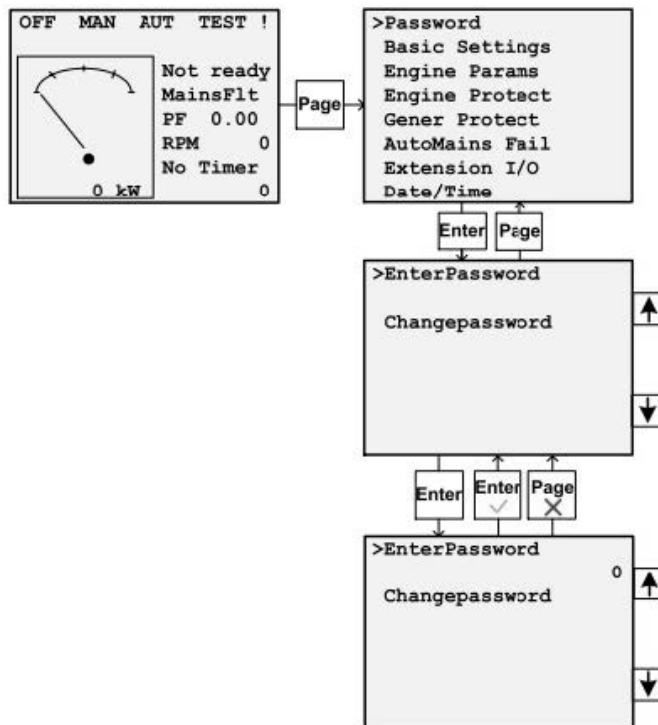 OFF MAN AUT TEST !
Not ready
MainsFlt
PF 0.00
RPM 0
No Timer
0 kW 0
Page
>Password
Basic Settings
Engine Params
Engine Protect
Gener Protect
AutoMains Fail
Extension I/O
Date/Time
Enter Page
>EnterPassword
Changepassword
Enter Enter Page
>EnterPassword
0
Changepassword